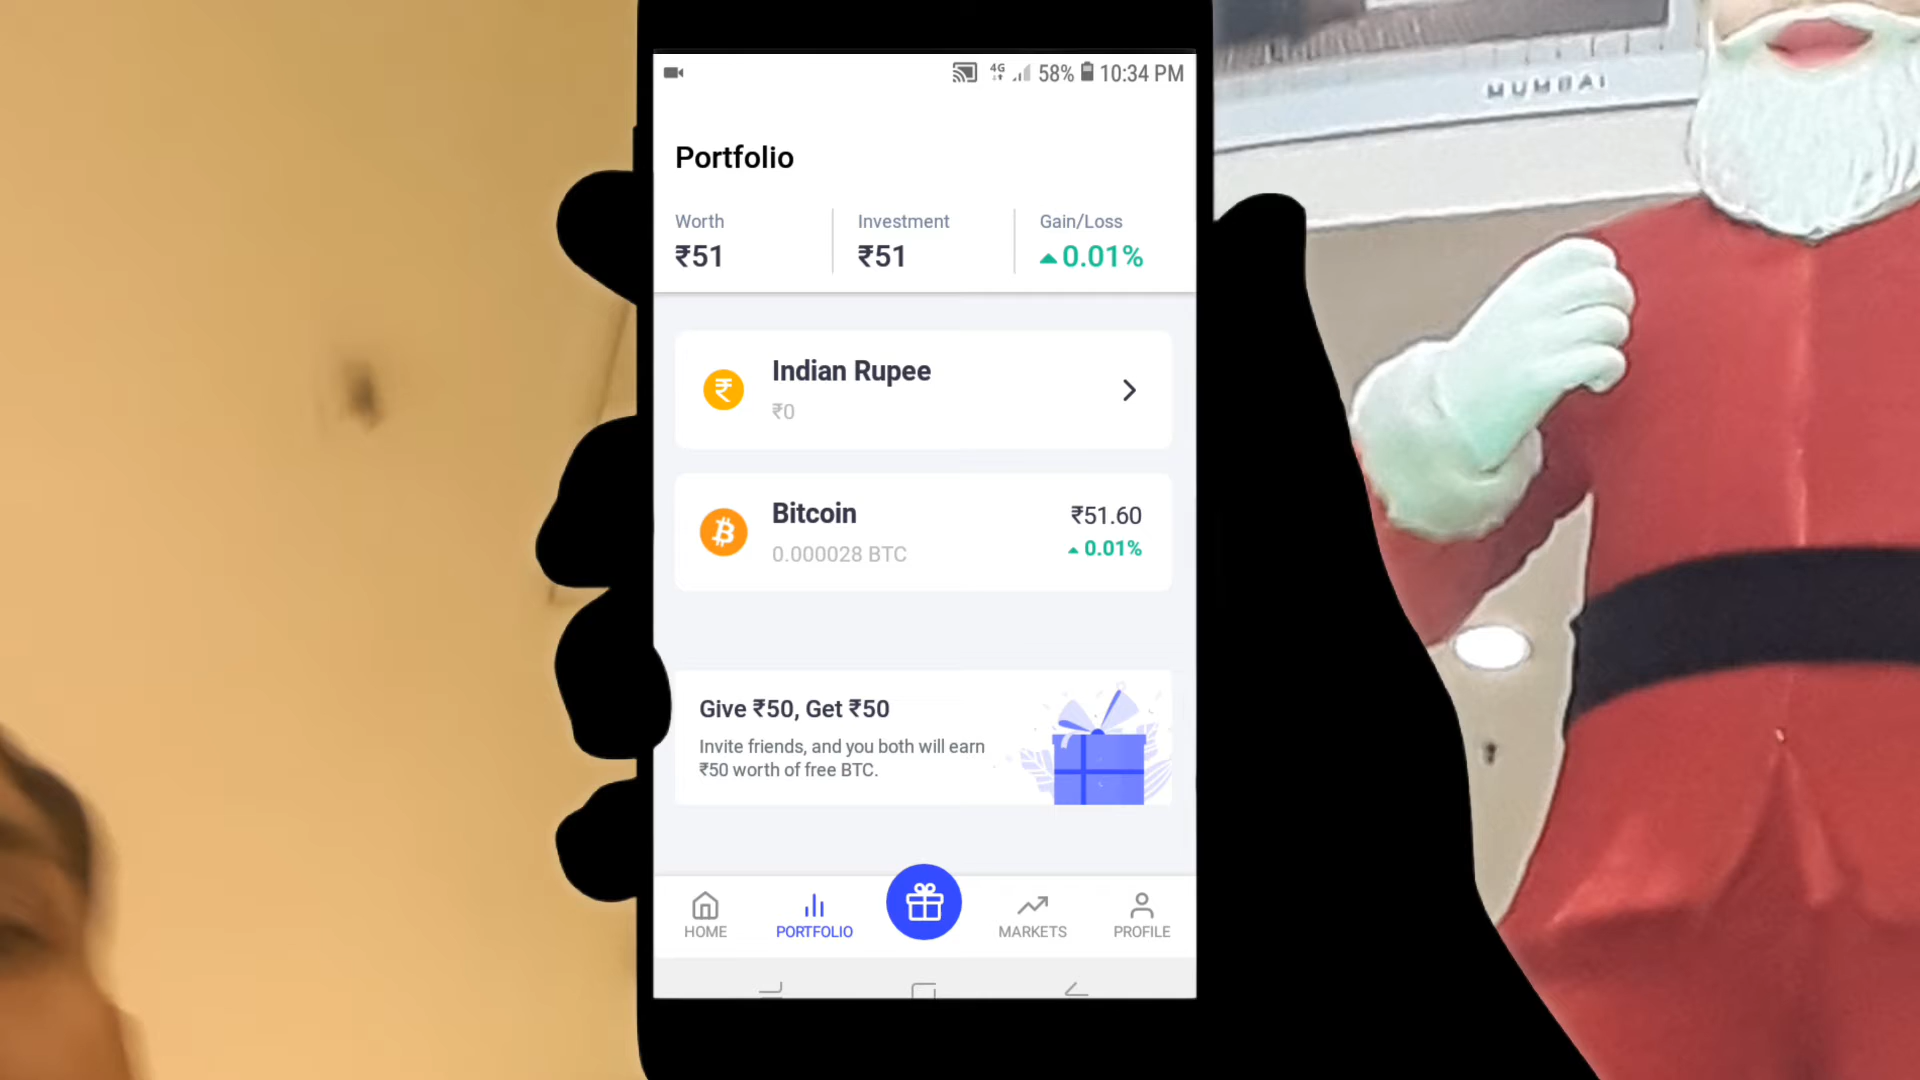 4G 58% 10:34 PM
MUMBAI
Portfolio
Worth Investment Gain/Loss
₹51 ₹51 0.01%
Indian Rupee
₹0
Bitcoin ₹51.60
0.000028 BTC 0.01%
Give ₹50, Get ₹50
Invite friends, and you both will earn
₹50 worth of free BTC.
HOME PORTFOLIO MARKETS PROFILE